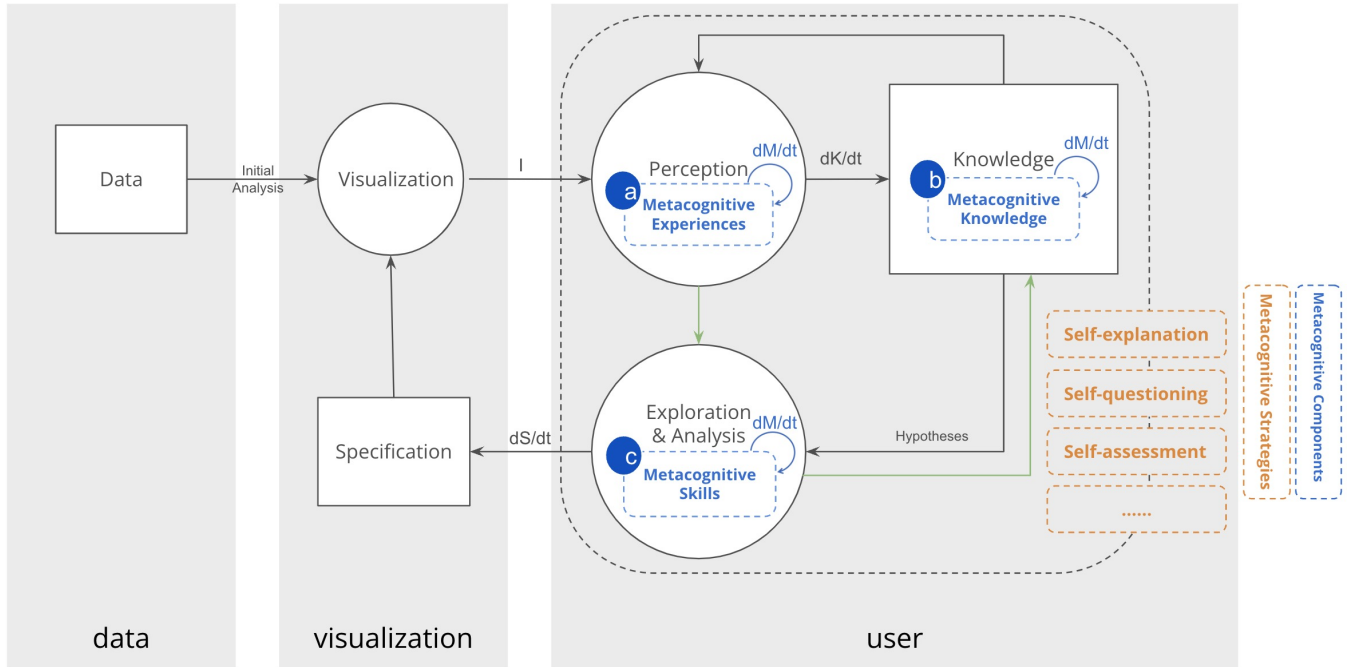 Data
Initial
Analysis
Visualization
I
Perception
dM/dt
a
Metacognitive
Experiences
dK/dt
Knowledge
dM/dt
b
Metacognitive
Knowledge
Specification
dS/dt
Exploration
& Analysis
dM/dt
c
Metacognitive
Skills
Hypotheses
Self-explanation
Self-questioning
Self-assessment
......
Metacognitive Strategies
Metacognitive Components
data
visualization
user